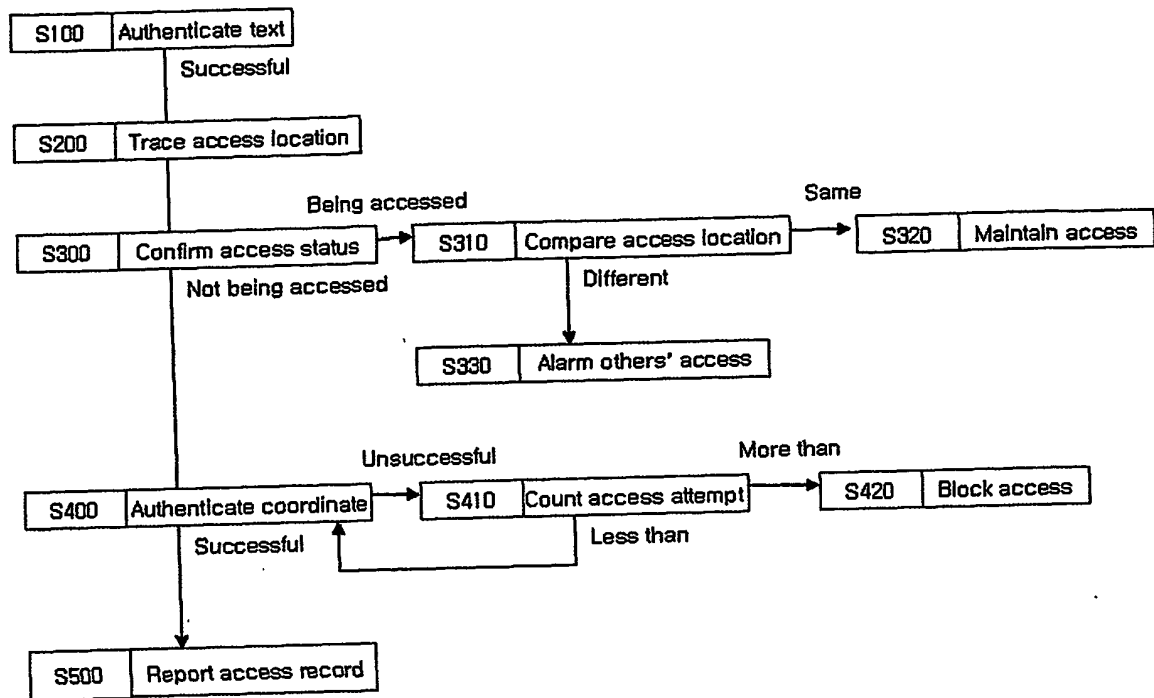 S100 Authenticate text
Successful
S200 Trace access location
Being accessed
Same
S300 Confirm access status
S310 Compare access location
S320 Maintain access
Not being accessed
Different
S330 Alarm others' access
Unsuccessful
More than
S400 Authenticate coordinate
S410 Count access attempt
S420 Block access
Successful
Less than
S500 Report access record